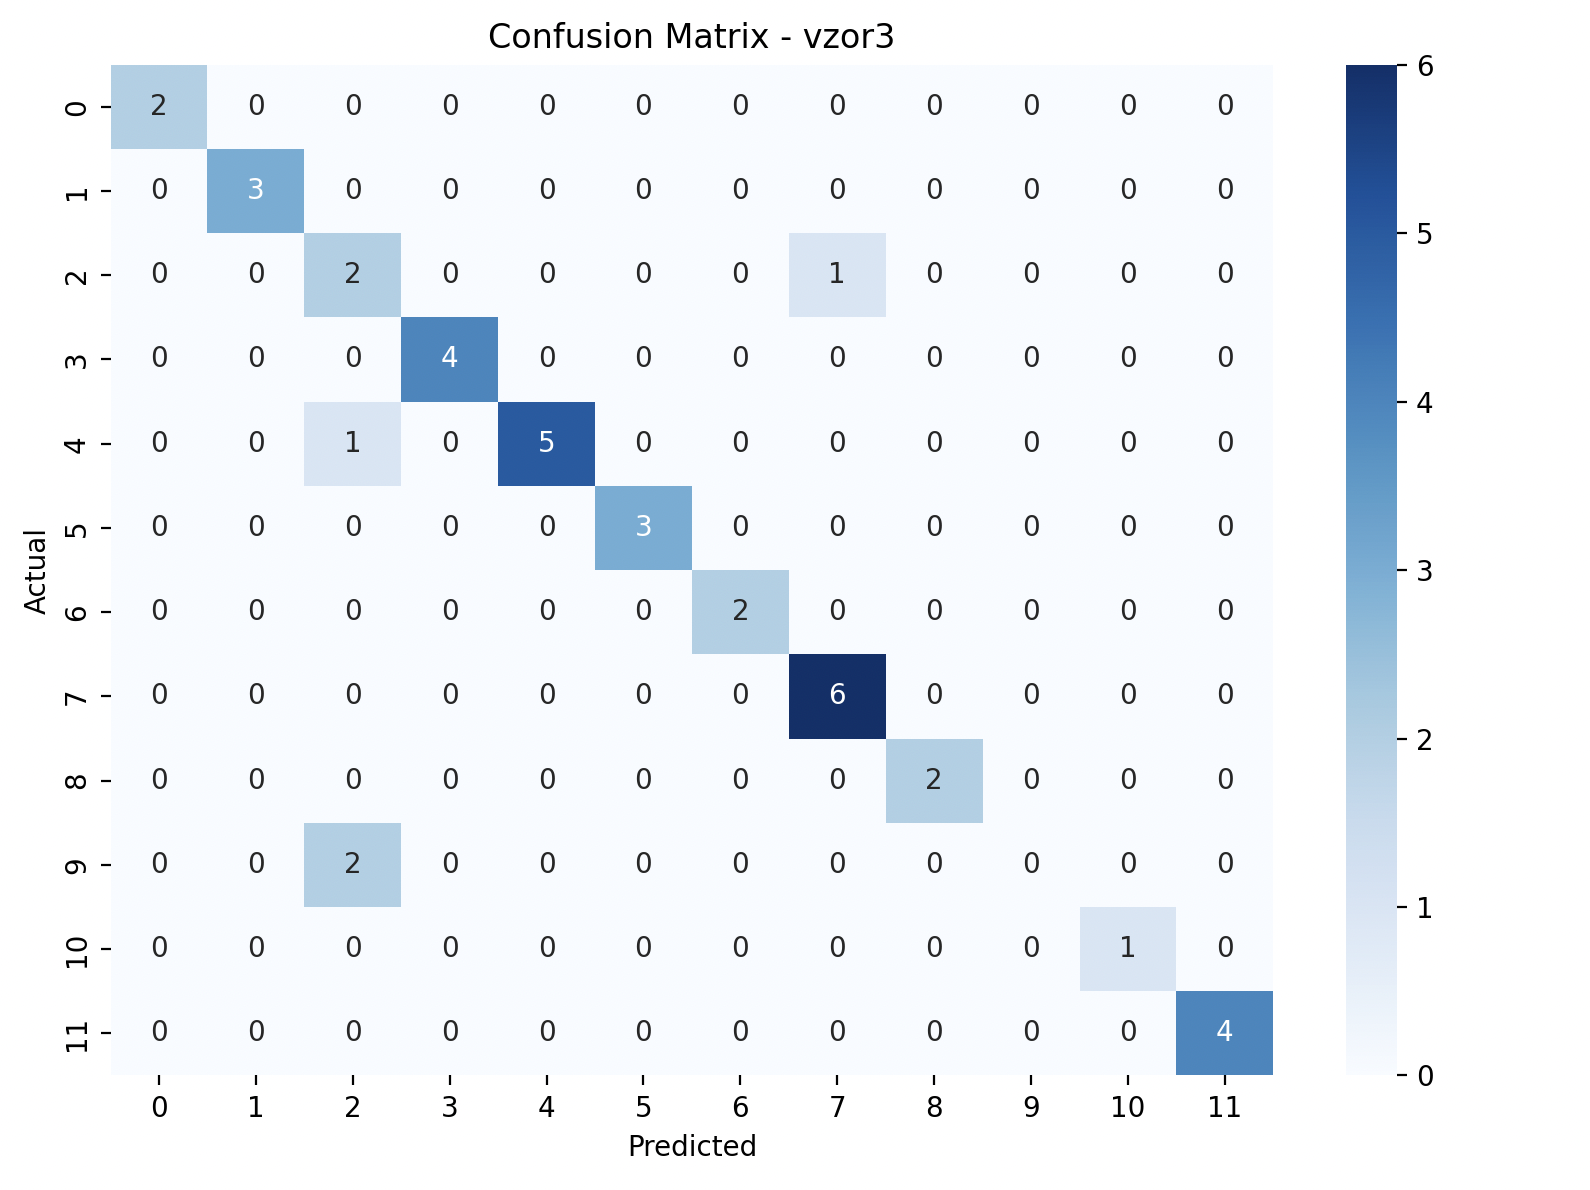 Confusion Matrix - vzor3
0 2 0 0 0 0 0 0 0 0 0 0 0
1 0 3 0 0 0 0 0 0 0 0 0 0
2 0 0 2 0 0 0 0 1 0 0 0 0
3 0 0 0 4 0 0 0 0 0 0 0 0
4 0 0 1 0 5 0 0 0 0 0 0 0
5 0 0 0 0 0 3 0 0 0 0 0 0
6 0 0 0 0 0 0 2 0 0 0 0 0
7 0 0 0 0 0 0 0 6 0 0 0 0
8 0 0 0 0 0 0 0 0 2 0 0 0
9 0 0 2 0 0 0 0 0 0 0 0 0
10 0 0 0 0 0 0 0 0 0 0 1 0
11 0 0 0 0 0 0 0 0 0 0 0 4
0 1 2 3 4 5 6 7 8 9 10 11
Predicted
Actual
6
5
4
3
2
1
0